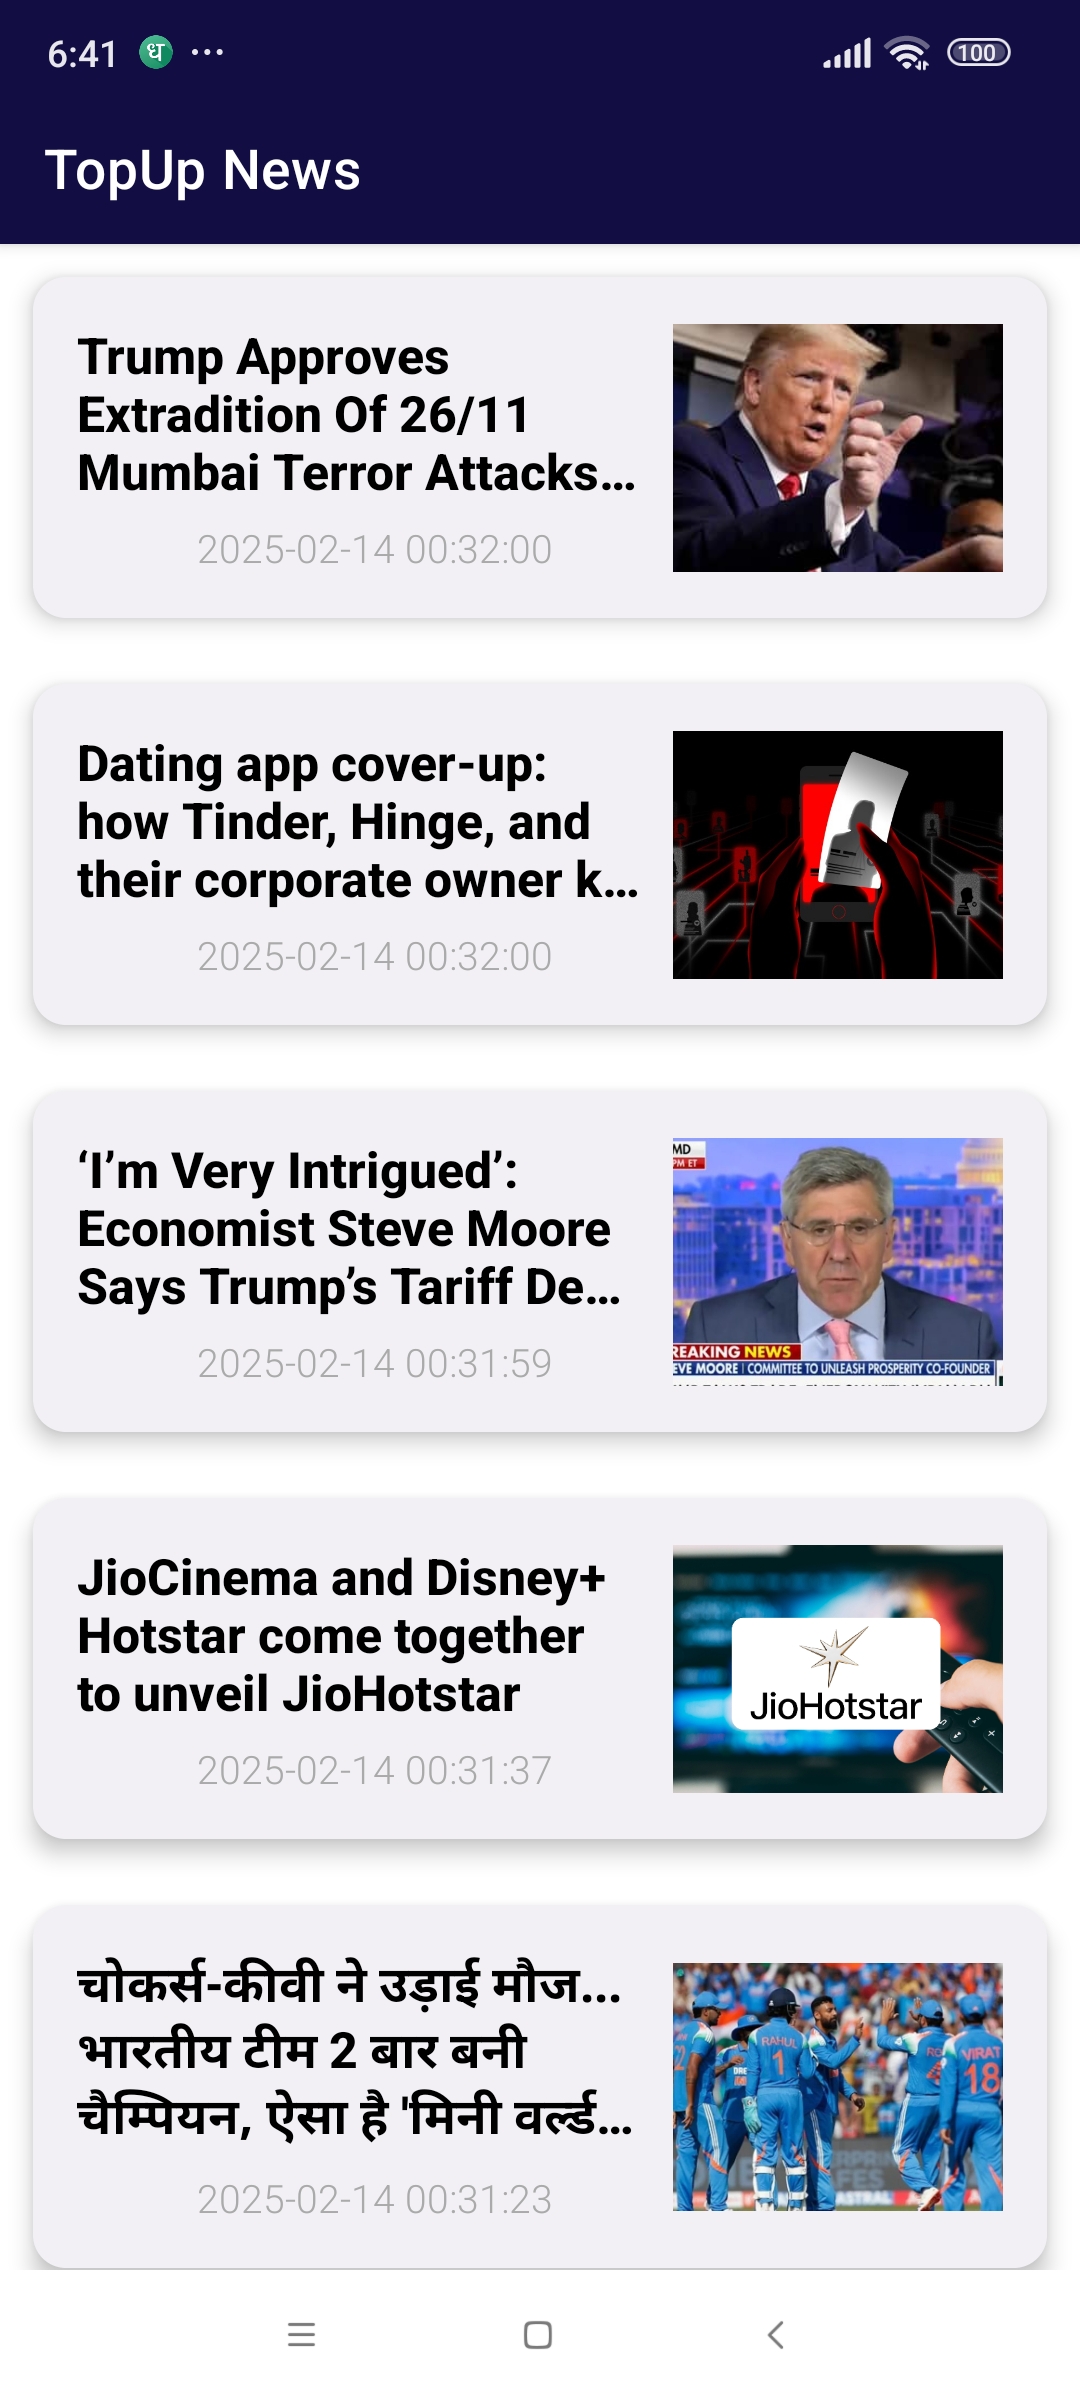 6:41 ध ... 100
TopUp News
Trump Approves
Extradition Of 26/11
Mumbai Terror Attacks...
2025-02-14 00:32:00
Dating app cover-up:
how Tinder, Hinge, and
their corporate owner k...
2025-02-14 00:32:00
‘I’m Very Intrigued’:
Economist Steve Moore
Says Trump’s Tariff De...
2025-02-14 00:31:59
MD
PM ET
REAKING NEWS
EVE MOORE | COMMITTEE TO UNLEASH PROSPERITY CO-FOUNDER
JioCinema and Disney+
Hotstar come together
to unveil JioHotstar
2025-02-14 00:31:37
JioHotstar
चोकर्स-कीवी ने उड़ाई मौज...
भारतीय टीम 2 बार बनी
चैम्पियन, ऐसा है 'मिनी वर्ल्ड...
2025-02-14 00:31:23
RAHUL
1
VIRAT
18
ASTRAL